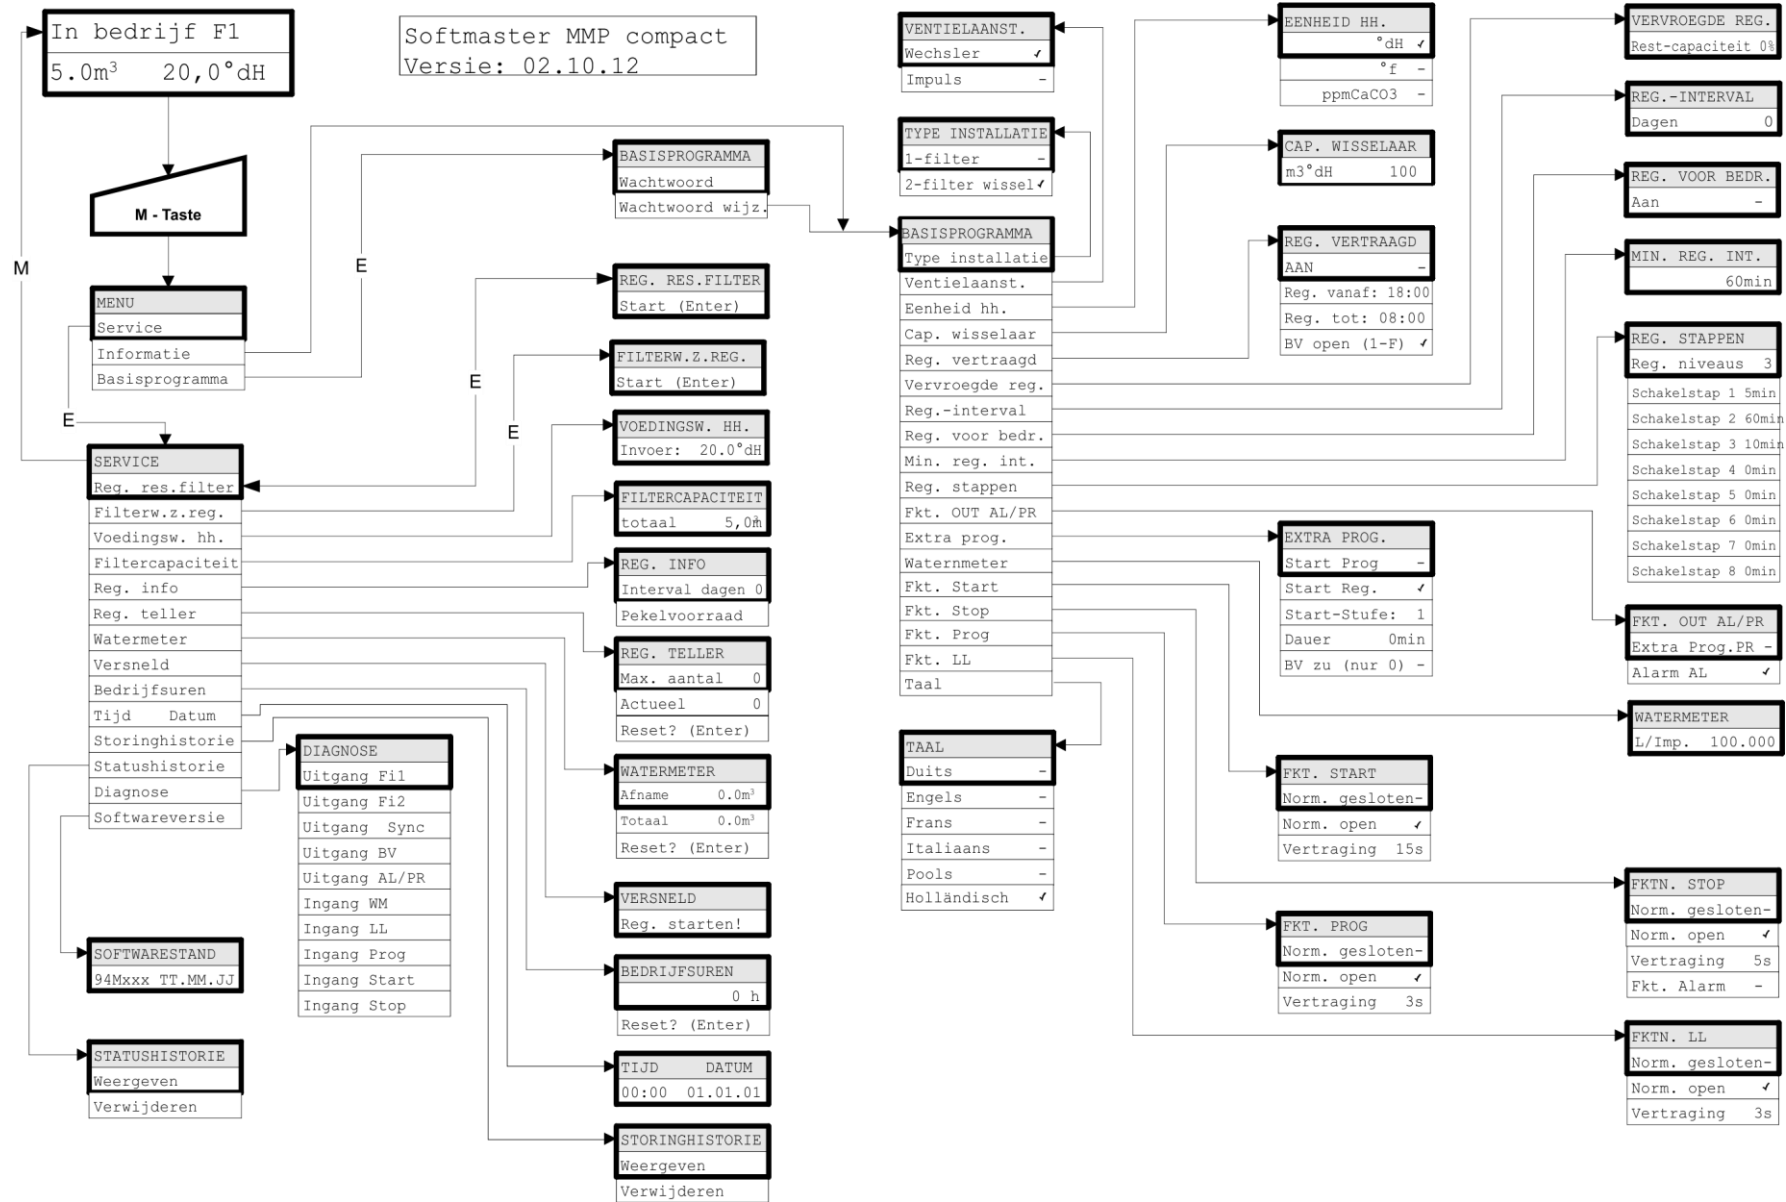 In bedrijf F1
5.0m³ 20,0°dH
Softmaster MMP compact
Versie: 02.10.12
M - Taste
M
E
E
E
E
E
MENU
Service
Informatie
Basisprogramma
SERVICE
Reg. res.filter
Filterw.z.reg.
Voedingsw. hh.
Filtercapaciteit
Reg. info
Reg. teller
Watermeter
Versneld
Bedrijfsuren
Tijd Datum
Storinghistorie
Statushistorie
Diagnose
Softwareversie
SOFTWARESTAND
94Mxxx TT.MM.JJ
STATUSHISTORIE
Weergeven
Verwijderen
DIAGNOSE
Uitgang Fi1
Uitgang Fi2
Uitgang Sync
Uitgang BV
Uitgang AL/PR
Ingang WM
Ingang LL
Ingang Prog
Ingang Start
Ingang Stop
BASISPROGRAMMA
Wachtwoord
Wachtwoord wijz.
REG. RES.FILTER
Start (Enter)
FILTERW.Z.REG.
Start (Enter)
VOEDINGSW. HH.
Invoer: 20.0°dH
FILTERCAPACITEIT
totaal 5,0m³
REG. INFO
Interval dagen 0
Pekelvoorraad
REG. TELLER
Max. aantal 0
Actueel 0
Reset? (Enter)
WATERMETER
Afname 0.0m³
Totaal 0.0m³
Reset? (Enter)
VERSNELD
Reg. starten!
BEDRIJFSUREN
0 h
Reset? (Enter)
TIJD DATUM
00:00 01.01.01
STORINGHISTORIE
Weergeven
Verwijderen
VENTIELAANST.
Wechsler ✓
Impuls –
TYPE INSTALLATIE
1-filter –
2-filter wissel ✓
BASISPROGRAMMA
Type installatie
Ventielaanst.
Eenheid hh.
Cap. wisselaar
Reg. vertraagd
Vervroegde reg.
Reg.-interval
Reg. voor bedr.
Min. reg. int.
Reg. stappen
Fkt. OUT AL/PR
Extra prog.
Waternmeter
Fkt. Start
Fkt. Stop
Fkt. Prog
Fkt. LL
Taal
TAAL
Duits –
Engels –
Frans –
Italiaans –
Pools –
Holländisch ✓
EENHEID HH.
°dH ✓
°f –
ppmCaCO3 –
CAP. WISSELAAR
m3°dH 100
REG. VERTRAAGD
AAN –
Reg. vanaf: 18:00
Reg. tot: 08:00
BV open (1-F) ✓
EXTRA PROG.
Start Prog –
Start Reg. ✓
Start-Stufe: 1
Dauer 0min
BV zu (nur 0) –
FKT. START
Norm. gesloten–
Norm. open ✓
Vertraging 15s
FKT. PROG
Norm. gesloten–
Norm. open ✓
Vertraging 3s
VERVROEGDE REG.
Rest-capaciteit 0%
REG.-INTERVAL
Dagen 0
REG. VOOR BEDR.
Aan –
MIN. REG. INT.
60min
REG. STAPPEN
Reg. niveaus 3
Schakelstap 1 5min
Schakelstap 2 60min
Schakelstap 3 10min
Schakelstap 4 0min
Schakelstap 5 0min
Schakelstap 6 0min
Schakelstap 7 0min
Schakelstap 8 0min
FKT. OUT AL/PR
Extra Prog.PR –
Alarm AL ✓
WATERMETER
L/Imp. 100.000
FKTN. STOP
Norm. gesloten–
Norm. open ✓
Vertraging 5s
Fkt. Alarm –
FKTN. LL
Norm. gesloten–
Norm. open ✓
Vertraging 3s